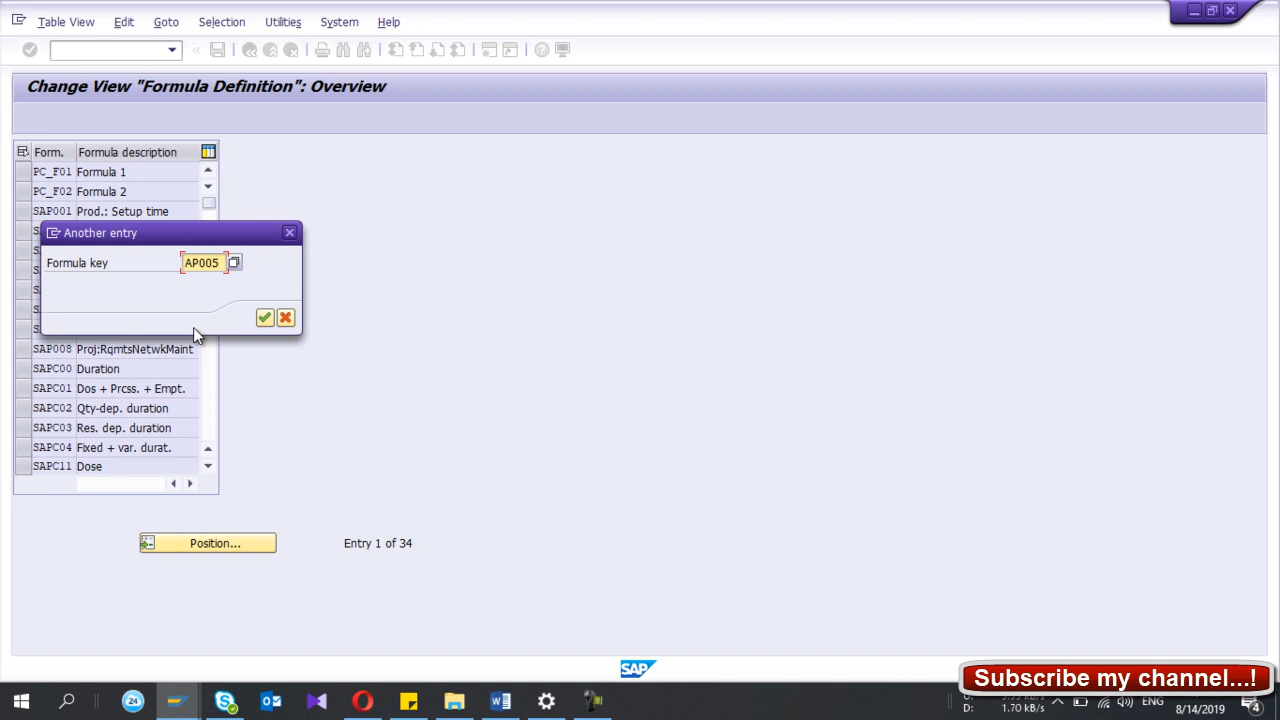 Table View Edit Goto Selection Utilities System Help
Change View "Formula Definition": Overview
Form. Formula description
PC_F01 Formula 1
PC_F02 Formula 2
SAP001 Prod.: Setup time
Another entry
Formula key AP005
SAP008 Proj:RqmtsNetwkMaint
SAPC00 Duration
SAPC01 Dos + Prcss. + Empt.
SAPC02 Qty-dep. duration
SAPC03 Res. dep. duration
SAPC04 Fixed + var. durat.
SAPC11 Dose
Position... Entry 1 of 34
SAP
Subscribe my channel...!
24
D: 1.70 kB/s ENG
8/14/2019 4